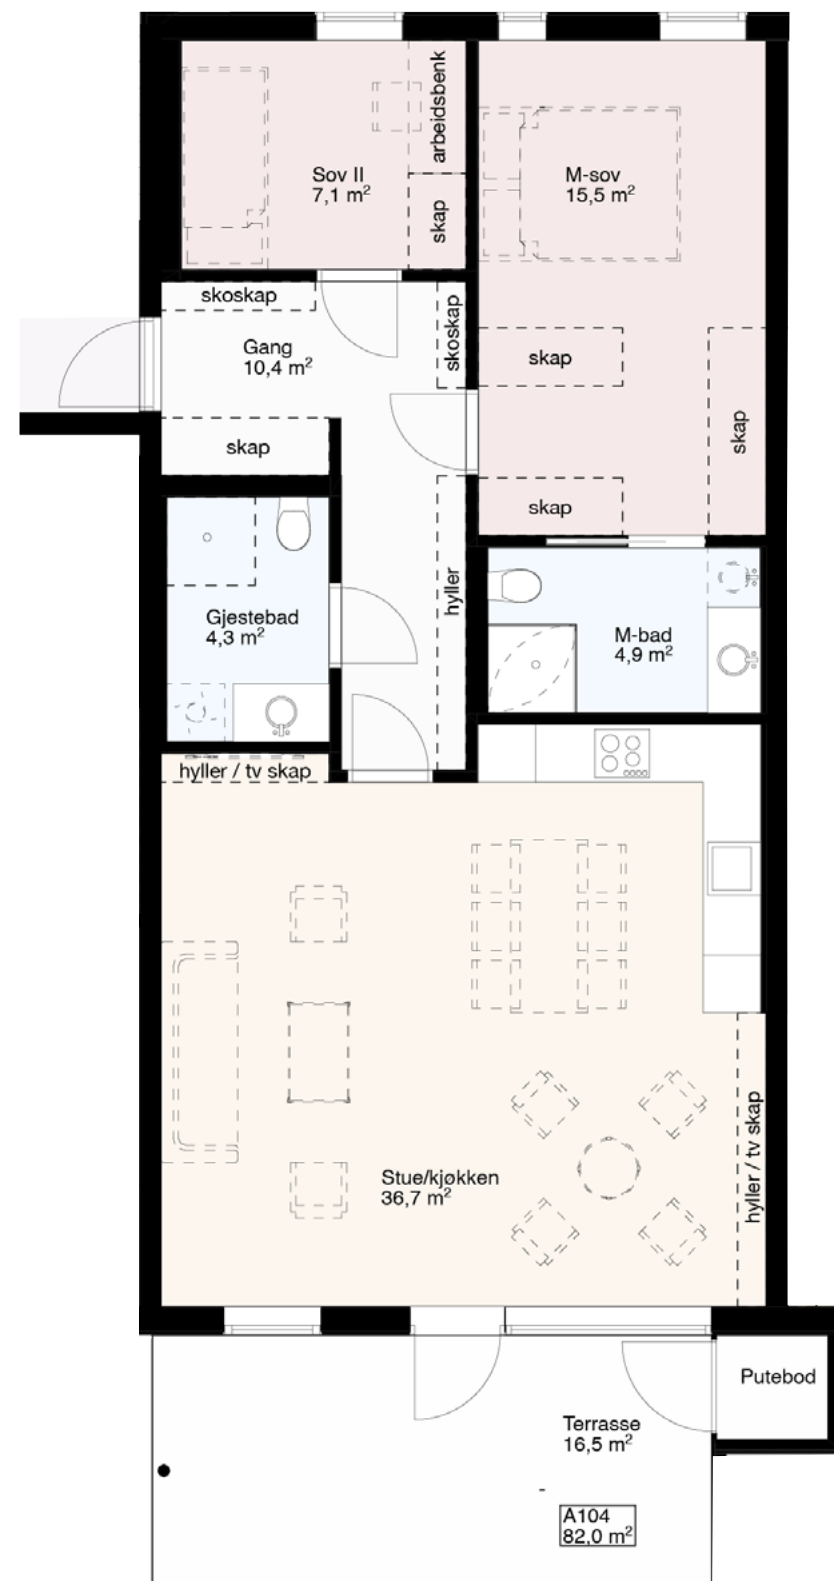 arbeidsbenk
Sov II
7,1 m²
skap
M-sov
15,5 m²
skoskap
skoskap
Gang
10,4 m²
skap
skap
skap
skap
hyller
Gjestebad
4,3 m²
M-bad
4,9 m²
hyller / tv skap
hyller / tv skap
Stue/kjøkken
36,7 m²
Putebod
Terrasse
16,5 m²
A104
82,0 m²